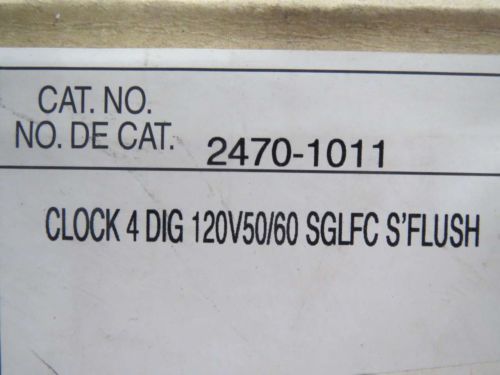 CAT. NO.
NO. DE CAT. 2470-1011
CLOCK 4 DIG 120V50/60 SGLFC S'FLUSH